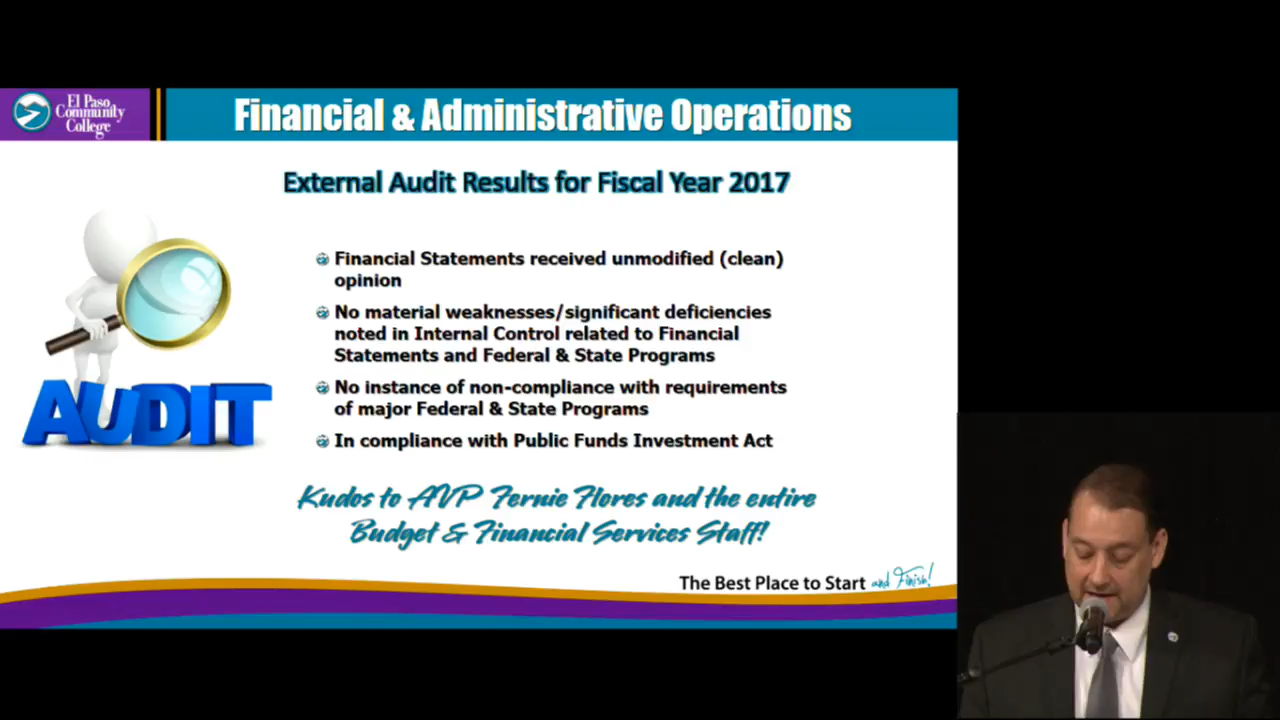 El Paso
Community
College
Financial & Administrative Operations
External Audit Results for Fiscal Year 2017
Financial Statements received unmodified (clean)
opinion
No material weaknesses/significant deficiencies
noted in Internal Control related to Financial
Statements and Federal & State Programs
No instance of non-compliance with requirements
of major Federal & State Programs
In compliance with Public Funds Investment Act
AUDIT
Kudos to AVP Fernie Flores and the entire
Budget & Financial Services Staff!
The Best Place to Start and Finish!